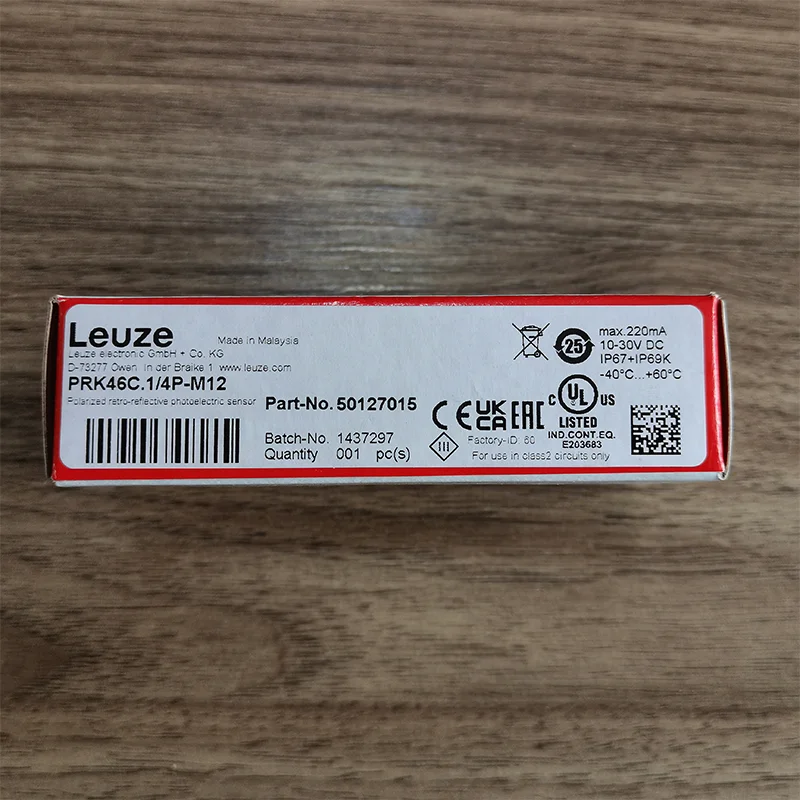 Leuze
Made in Malaysia
Leuze electronic GmbH + Co. KG
D-73277 Owen In der Braike 1 www.leuze.com
PRK46C.1/4P-M12
Polarized retro-reflective photoelectric sensor
Part-No. 50127015
Batch-No. 1437297
Quantity 001 pc(s)
25
max.220mA
10-30V DC
IP67+IP69K
-40°C...+60°C
CE UKCA EAC
III
Factory-ID: 60
C UL US
LISTED
IND.CONT.EQ.
E203683
For use in class2 circuits only